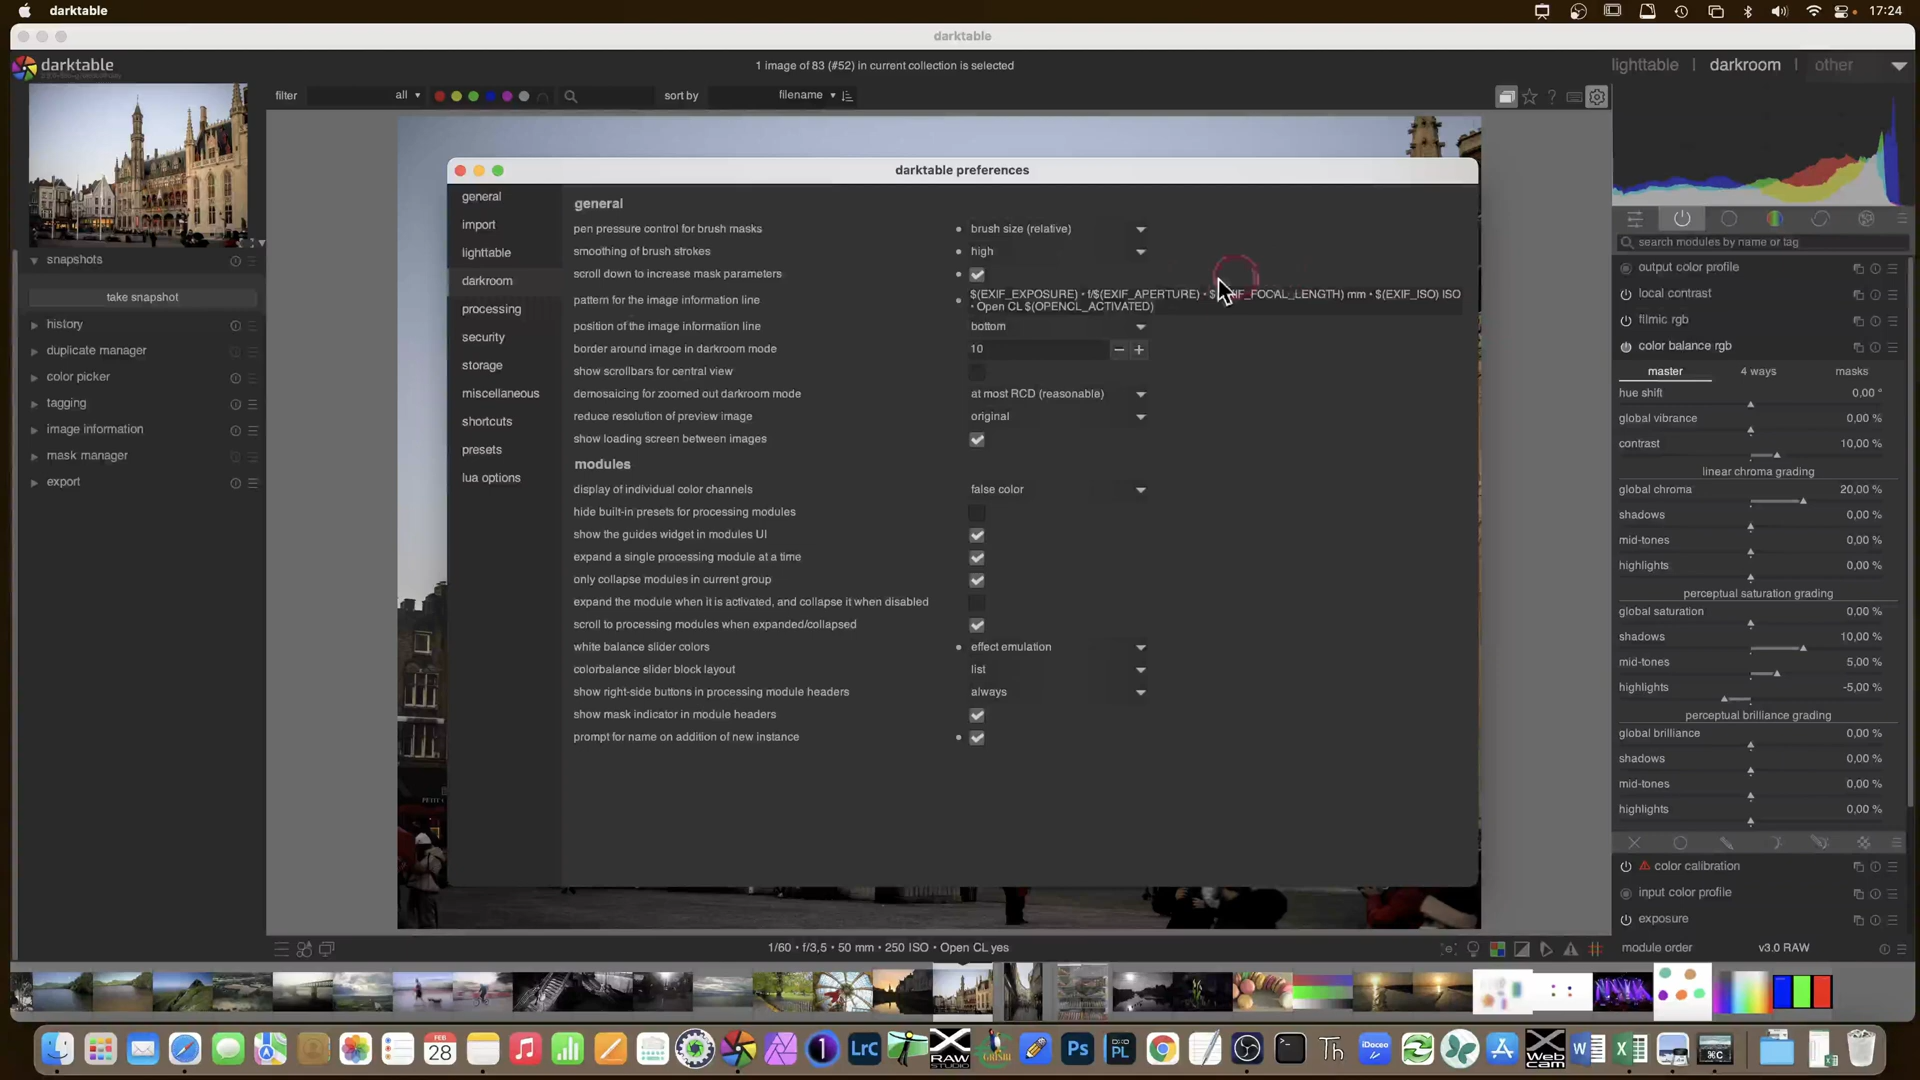 darktable
17:24
darktable
darktable
1 image of 83 (#52) in current collection is selected
lighttable | darkroom | other
filter all
sort by filename
darktable preferences
snapshots
take snapshot
history
duplicate manager
color picker
tagging
image information
mask manager
export
general
import
lighttable
darkroom
processing
security
storage
miscellaneous
shortcuts
presets
lua options
general
pen pressure control for brush masks • brush size (relative)
smoothing of brush strokes • high
scroll down to increase mask parameters •
pattern for the image information line • $(EXIF_EXPOSURE) • f/$(EXIF_APERTURE) • $ IF_FOCAL_LENGTH) mm • $(EXIF_ISO) ISO
• Open CL $(OPENCL_ACTIVATED)
position of the image information line bottom
border around image in darkroom mode 10 − +
show scrollbars for central view
demosaicing for zoomed out darkroom mode at most RCD (reasonable)
reduce resolution of preview image original
show loading screen between images
modules
display of individual color channels false color
hide built-in presets for processing modules
show the guides widget in modules UI
expand a single processing module at a time
only collapse modules in current group
expand the module when it is activated, and collapse it when disabled
scroll to processing modules when expanded/collapsed
white balance slider colors • effect emulation
colorbalance slider block layout list
show right-side buttons in processing module headers always
show mask indicator in module headers
prompt for name on addition of new instance •
search modules by name or tag
output color profile
local contrast
filmic rgb
color balance rgb
master 4 ways masks
hue shift 0,00 °
global vibrance 0,00 %
contrast 10,00 %
linear chroma grading
global chroma 20,00 %
shadows 0,00 %
mid-tones 0,00 %
highlights 0,00 %
perceptual saturation grading
global saturation 0,00 %
shadows 10,00 %
mid-tones 5,00 %
highlights -5,00 %
perceptual brilliance grading
global brilliance 0,00 %
shadows 0,00 %
mid-tones 0,00 %
highlights 0,00 %
color calibration
input color profile
exposure
module order v3.0 RAW
1/60 • f/3,5 • 50 mm • 250 ISO • Open CL yes
FEB
28
1
LrC
RAW
STUDIO
Ps
DxO
PL
Th
iDoceo
Web
cam
W
X
⌘C